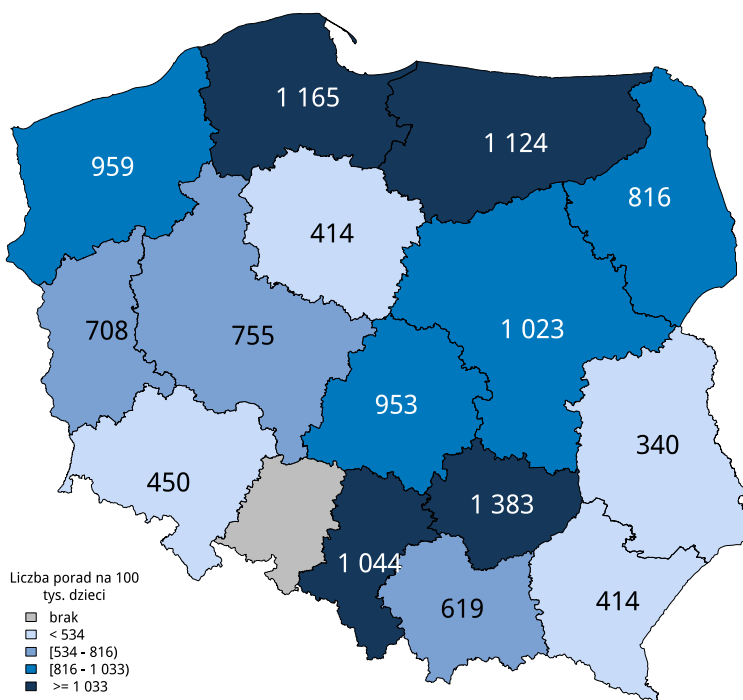 1 165
1 124
959
816
414
1 023
708
755
953
340
450
1 383
1 044
414
619
Liczba porad na 100
tys. dzieci
brak
< 534
[534 - 816)
[816 - 1 033)
>= 1 033